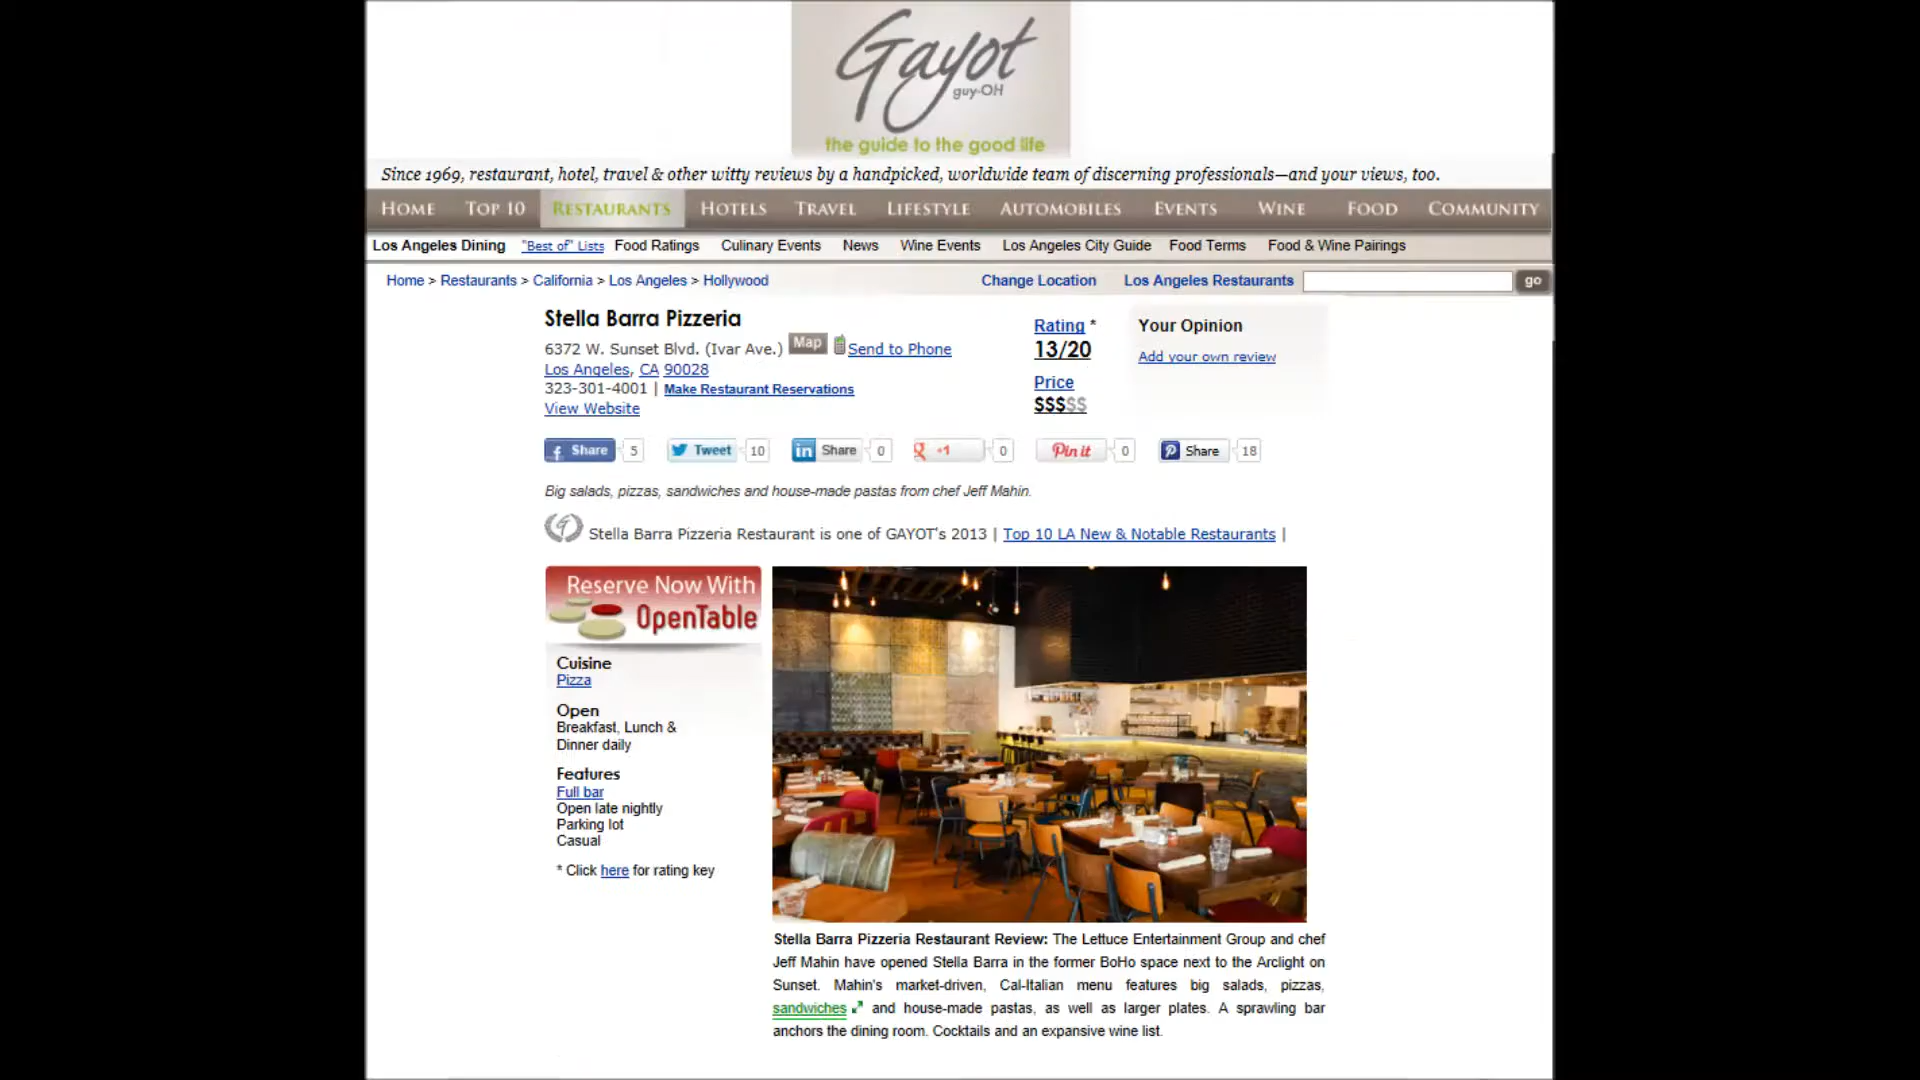 Gayot
guy-OH
the guide to the good life
Since 1969, restaurant, hotel, travel & other witty reviews by a handpicked, worldwide team of discerning professionals—and your views, too.
HOME TOP 10 RESTAURANTS HOTELS TRAVEL LIFESTYLE AUTOMOBILES EVENTS WINE FOOD COMMUNITY
Los Angeles Dining "Best of" Lists Food Ratings Culinary Events News Wine Events Los Angeles City Guide Food Terms Food & Wine Pairings
Home > Restaurants > California > Los Angeles > Hollywood Change Location Los Angeles Restaurants go
Stella Barra Pizzeria
6372 W. Sunset Blvd. (Ivar Ave.) Map Send to Phone
Los Angeles, CA 90028
323-301-4001 | Make Restaurant Reservations
View Website
Rating *
13/20
Price
$$$$$
Your Opinion
Add your own review
f Share 5 Tweet 10 in Share 0 g +1 0 Pin it 0 P Share 18
Big salads, pizzas, sandwiches and house-made pastas from chef Jeff Mahin.
G Stella Barra Pizzeria Restaurant is one of GAYOT's 2013 | Top 10 LA New & Notable Restaurants |
Reserve Now With
OpenTable
Cuisine
Pizza
Open
Breakfast, Lunch &
Dinner daily
Features
Full bar
Open late nightly
Parking lot
Casual
* Click here for rating key
Stella Barra Pizzeria Restaurant Review: The Lettuce Entertainment Group and chef
Jeff Mahin have opened Stella Barra in the former BoHo space next to the Arclight on
Sunset. Mahin's market-driven, Cal-Italian menu features big salads, pizzas,
sandwiches and house-made pastas, as well as larger plates. A sprawling bar
anchors the dining room. Cocktails and an expansive wine list.